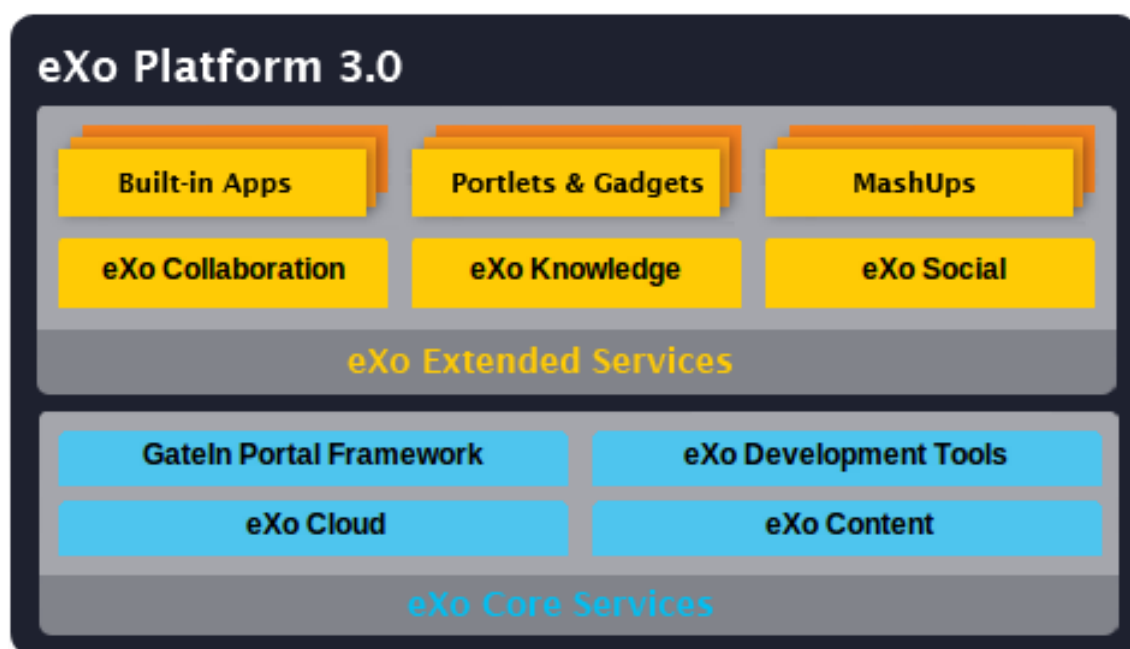 eXo Platform 3.0
Built-in Apps
Portlets & Gadgets
MashUps
eXo Collaboration
eXo Knowledge
eXo Social
eXo Extended Services
GateIn Portal Framework
eXo Development Tools
eXo Cloud
eXo Content
eXo Core Services